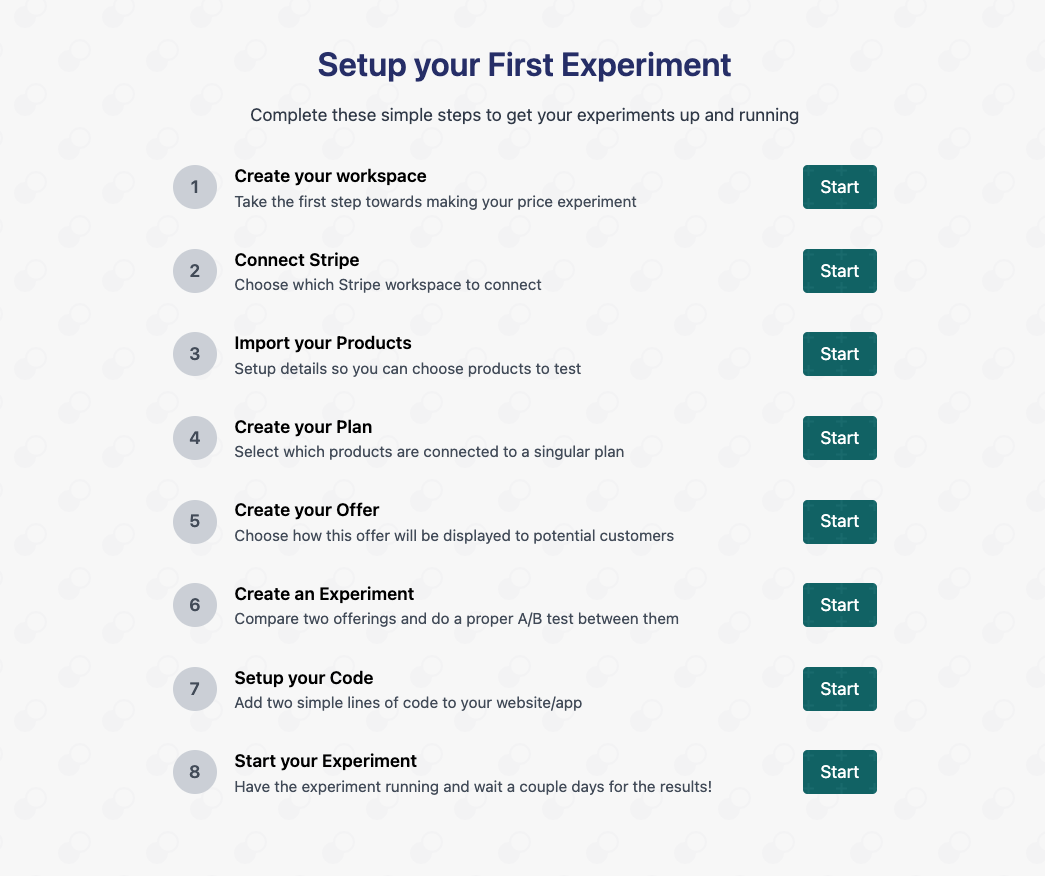 Setup your First Experiment
Complete these simple steps to get your experiments up and running
1
Create your workspace
Take the first step towards making your price experiment
Start
2
Connect Stripe
Choose which Stripe workspace to connect
Start
3
Import your Products
Setup details so you can choose products to test
Start
4
Create your Plan
Select which products are connected to a singular plan
Start
5
Create your Offer
Choose how this offer will be displayed to potential customers
Start
6
Create an Experiment
Compare two offerings and do a proper A/B test between them
Start
7
Setup your Code
Add two simple lines of code to your website/app
Start
8
Start your Experiment
Have the experiment running and wait a couple days for the results!
Start